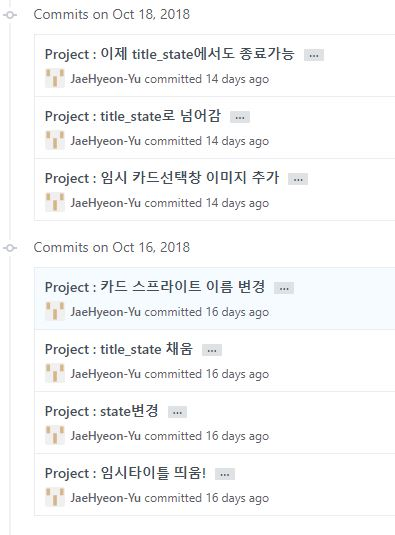 Commits on Oct 18, 2018
Project : 이제 title_state에서도 종료가능 ...
JaeHyeon-Yu committed 14 days ago
Project : title_state로 넘어감 ...
JaeHyeon-Yu committed 14 days ago
Project : 임시 카드선택창 이미지 추가 ...
JaeHyeon-Yu committed 14 days ago
Commits on Oct 16, 2018
Project : 카드 스프라이트 이름 변경 ...
JaeHyeon-Yu committed 16 days ago
Project : title_state 채움 ...
JaeHyeon-Yu committed 16 days ago
Project : state변경 ...
JaeHyeon-Yu committed 16 days ago
Project : 임시타이틀 띄움! ...
JaeHyeon-Yu committed 16 days ago